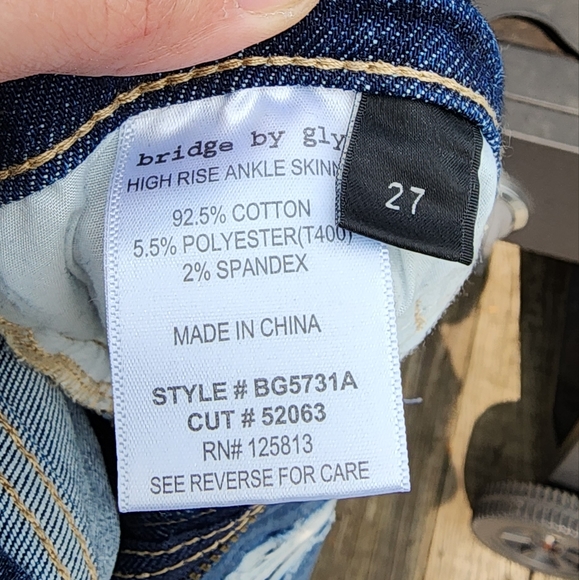 bridge by gly
HIGH RISE ANKLE SKINN
92.5% COTTON
5.5% POLYESTER(T400)
2% SPANDEX
MADE IN CHINA
STYLE # BG5731A
CUT # 52063
RN# 125813
SEE REVERSE FOR CARE
27